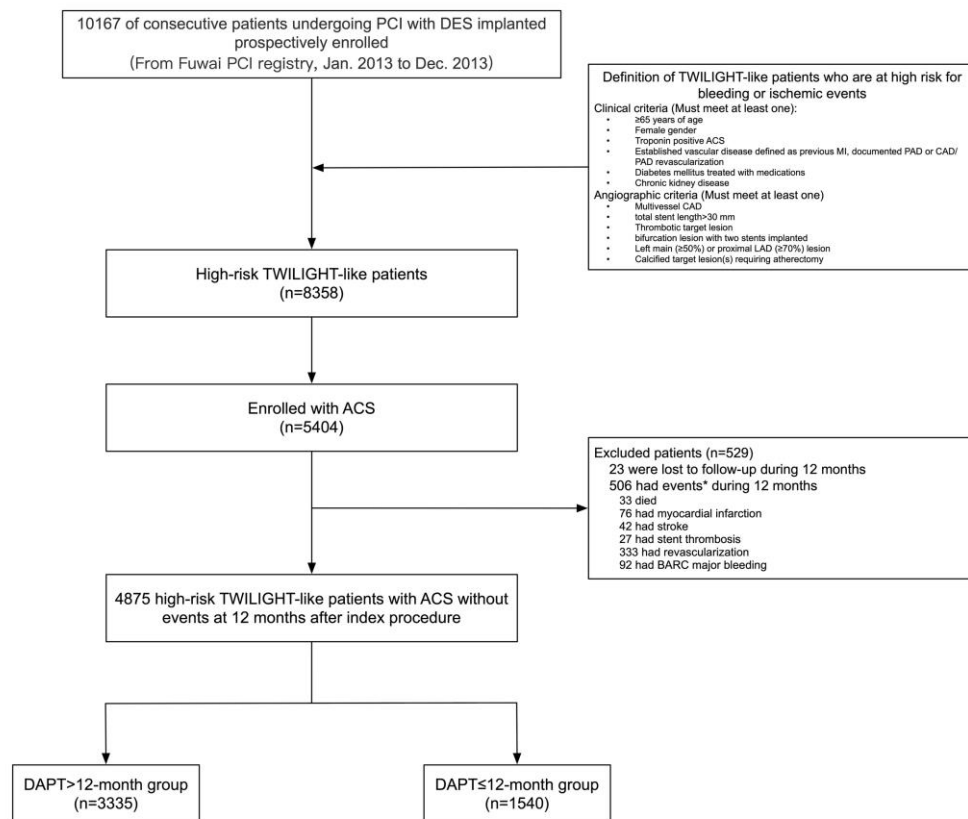 10167 of consecutive patients undergoing PCI with DES implanted
prospectively enrolled
(From Fuwai PCI registry, Jan. 2013 to Dec. 2013)
Definition of TWILIGHT-like patients who are at high risk for
bleeding or ischemic events
Clinical criteria (Must meet at least one):
• ≥65 years of age
• Female gender
• Troponin positive ACS
• Established vascular disease defined as previous MI, documented PAD or CAD/
PAD revascularization
• Diabetes mellitus treated with medications
• Chronic kidney disease
Angiographic criteria (Must meet at least one)
• Multivessel CAD
• total stent length>30 mm
• Thrombotic target lesion
• bifurcation lesion with two stents implanted
• Left main (≥50%) or proximal LAD (≥70%) lesion
• Calcified target lesion(s) requiring atherectomy
High-risk TWILIGHT-like patients
(n=8358)
Enrolled with ACS
(n=5404)
Excluded patients (n=529)
23 were lost to follow-up during 12 months
506 had events* during 12 months
33 died
76 had myocardial infarction
42 had stroke
27 had stent thrombosis
333 had revascularization
92 had BARC major bleeding
4875 high-risk TWILIGHT-like patients with ACS without
events at 12 months after index procedure
DAPT>12-month group
(n=3335)
DAPT≤12-month group
(n=1540)